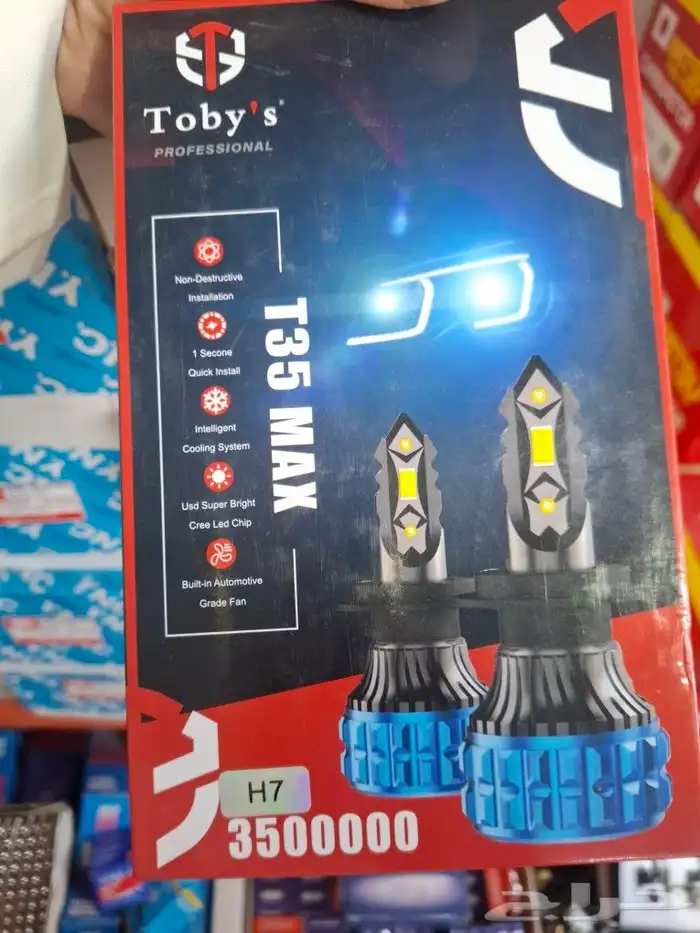 Toby's
PROFESSIONAL
Non-Destructive
Installation
1 Secone
Quick Install
Intelligent
Cooling System
Usd Super Bright
Cree Led Chip
Built-in Automotive
Grade Fan
T35 MAX
H7
3500000
حراج